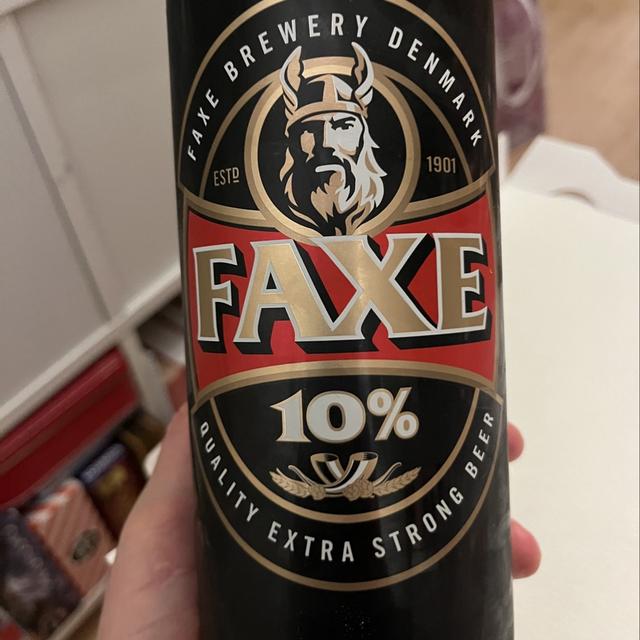 FAXE BREWERY DENMARK
ESTD 1901
FAXE
10%
QUALITY EXTRA STRONG BEER